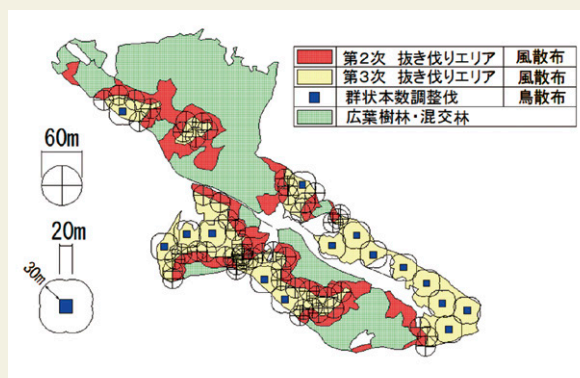 第2次 抜き伐りエリア 風散布
第3次 抜き伐りエリア 風散布
群状本数調整伐 鳥散布
広葉樹林・混交林
60m
20m
30m